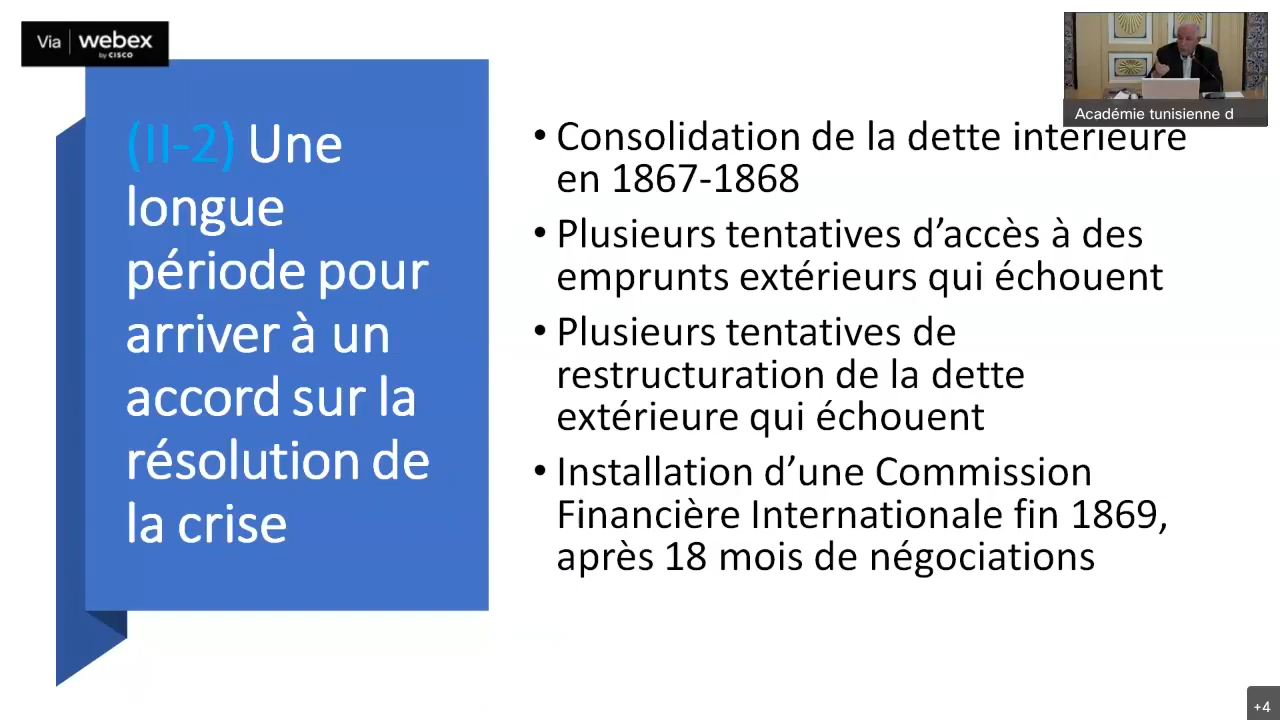 Via webex
by CISCO
Académie tunisienne d
(II-2) Une
longue
période pour
arriver à un
accord sur la
résolution de
la crise
• Consolidation de la dette intérieure
en 1867-1868
• Plusieurs tentatives d’accès à des
emprunts extérieurs qui échouent
• Plusieurs tentatives de
restructuration de la dette
extérieure qui échouent
• Installation d’une Commission
Financière Internationale fin 1869,
après 18 mois de négociations
+4